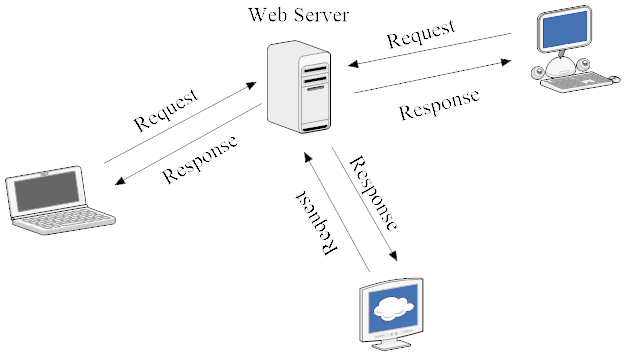 Web Server
Request
Response
Request
Response
Response
Request